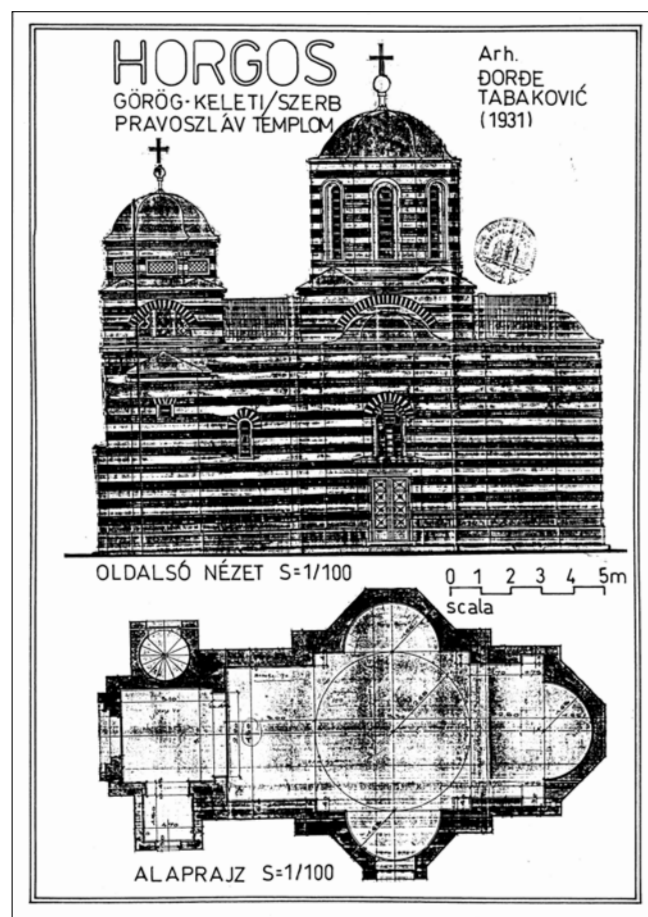 HORGOS
GÖRÖG-KELETI/SZERB
PRAVOSZLÁV TEMPLOM
Arh.
ĐORĐE
TABAKOVIĆ
(1931)
OLDALSÓ NÉZET S=1/100
0 1 2 3 4 5m
scala
ALAPRAJZ S=1/100